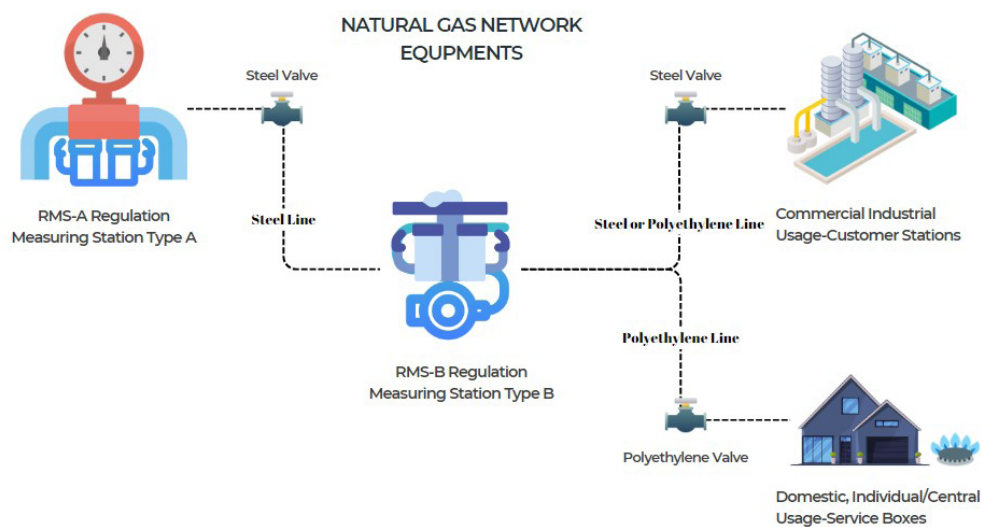 NATURAL GAS NETWORK
EQUPMENTS
Steel Valve
Steel Valve
RMS-A Regulation
Measuring Station Type A
Steel Line
Steel or Polyethylene Line
Commercial Industrial
Usage-Customer Stations
Polyethylene Line
RMS-B Regulation
Measuring Station Type B
Polyethylene Valve
Domestic, Individual/Central
Usage-Service Boxes